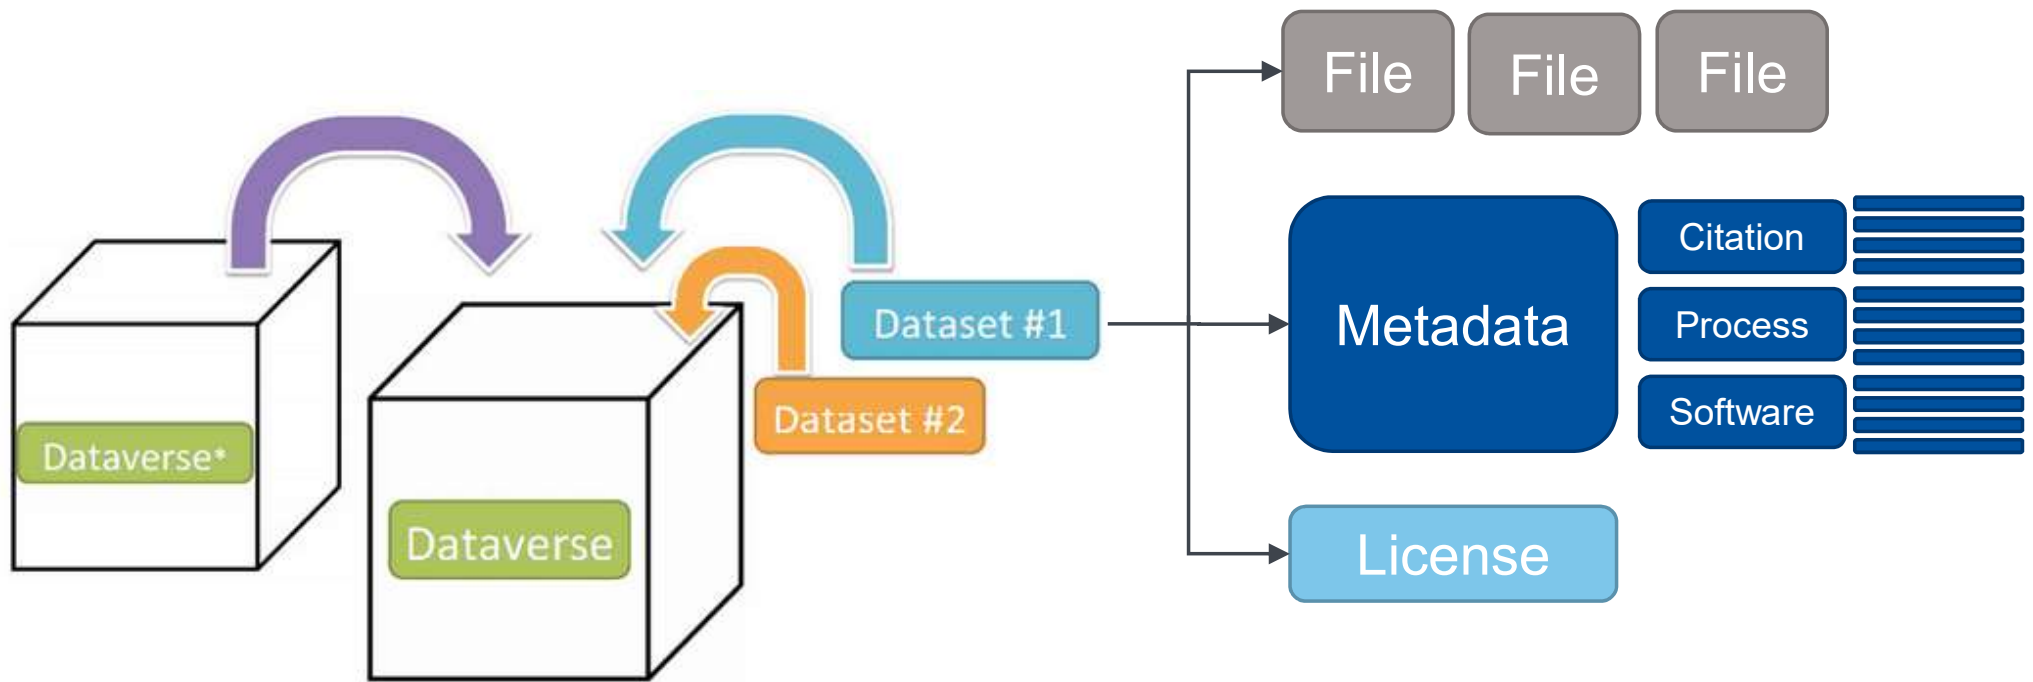 File
File
File
Dataverse*
Dataverse
Dataset #1
Dataset #2
Metadata
Citation
Process
Software
License